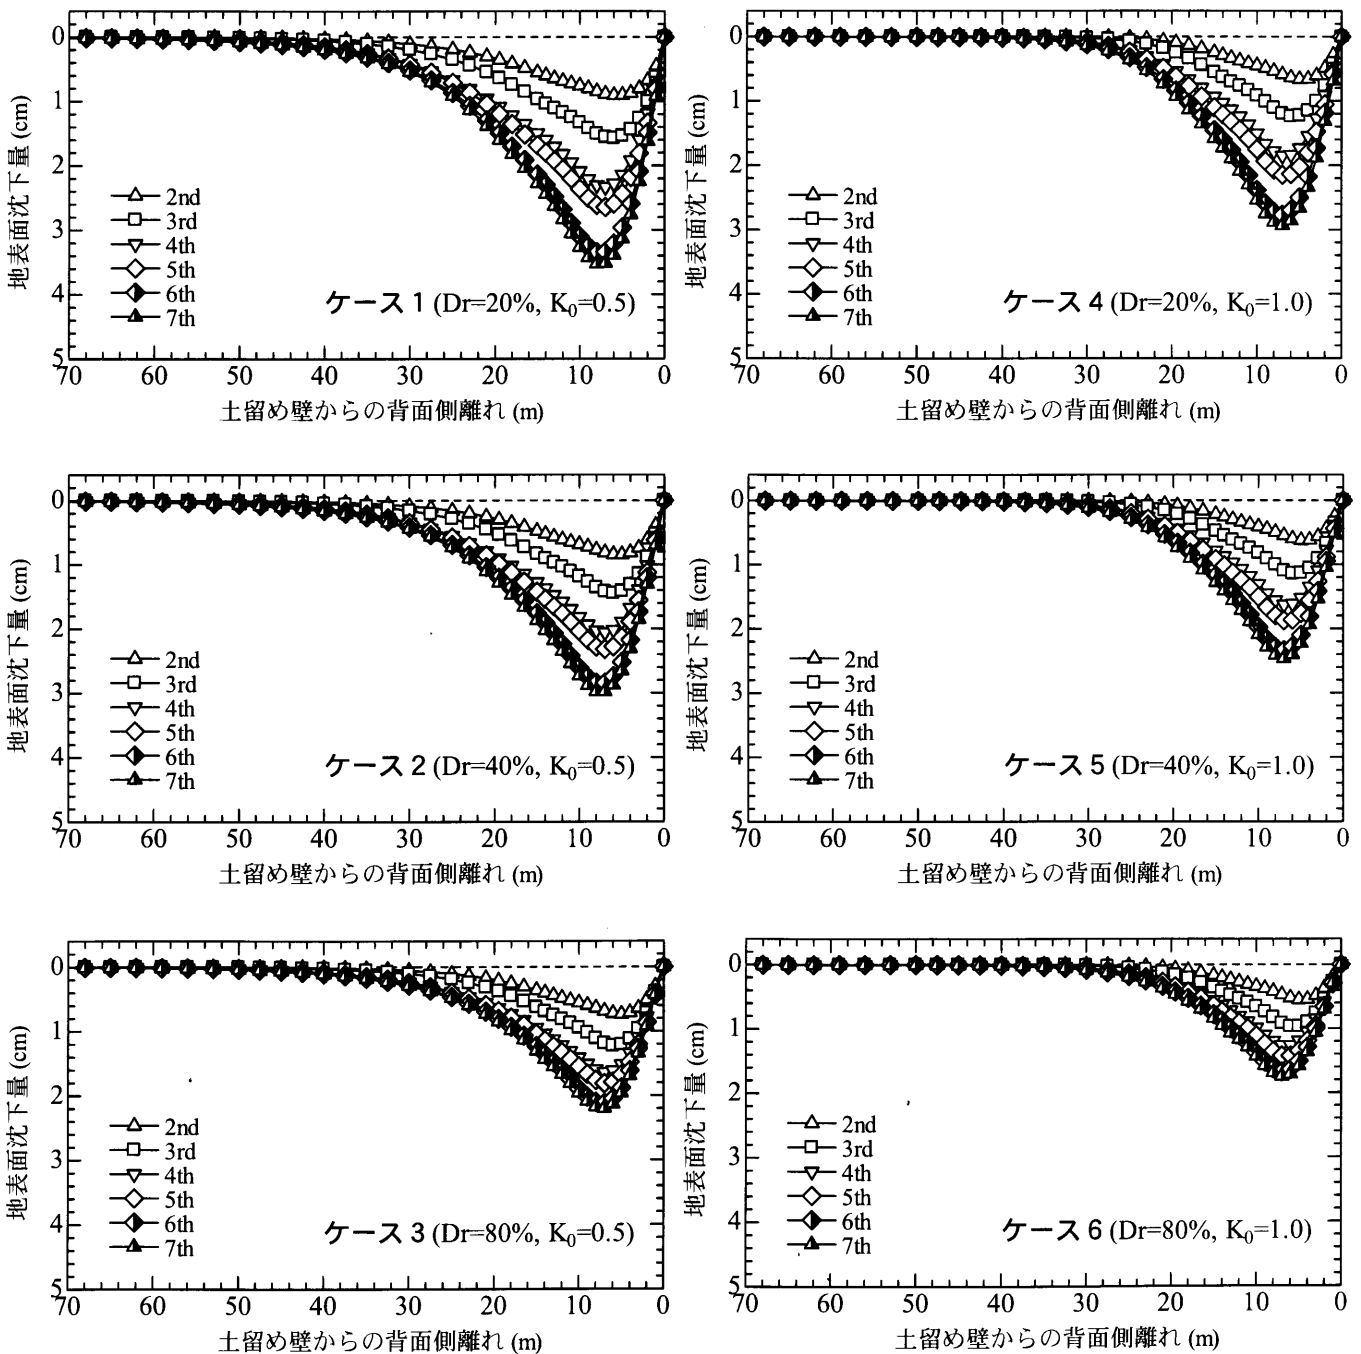 0
1
2
3
4
5
地表面沈下量 (cm)
2nd
3rd
4th
5th
6th
7th
ケース1 (Dr=20%, K₀=0.5)
70 60 50 40 30 20 10 0
土留め壁からの背面側離れ (m)
0
1
2
3
4
5
地表面沈下量 (cm)
2nd
3rd
4th
5th
6th
7th
ケース4 (Dr=20%, K₀=1.0)
70 60 50 40 30 20 10 0
土留め壁からの背面側離れ (m)
0
1
2
3
4
5
地表面沈下量 (cm)
2nd
3rd
4th
5th
6th
7th
ケース2 (Dr=40%, K₀=0.5)
70 60 50 40 30 20 10 0
土留め壁からの背面側離れ (m)
0
1
2
3
4
5
地表面沈下量 (cm)
2nd
3rd
4th
5th
6th
7th
ケース5 (Dr=40%, K₀=1.0)
70 60 50 40 30 20 10 0
土留め壁からの背面側離れ (m)
0
1
2
3
4
5
地表面沈下量 (cm)
2nd
3rd
4th
5th
6th
7th
ケース3 (Dr=80%, K₀=0.5)
70 60 50 40 30 20 10 0
土留め壁からの背面側離れ (m)
0
1
2
3
4
5
地表面沈下量 (cm)
2nd
3rd
4th
5th
6th
7th
ケース6 (Dr=80%, K₀=1.0)
70 60 50 40 30 20 10 0
土留め壁からの背面側離れ (m)